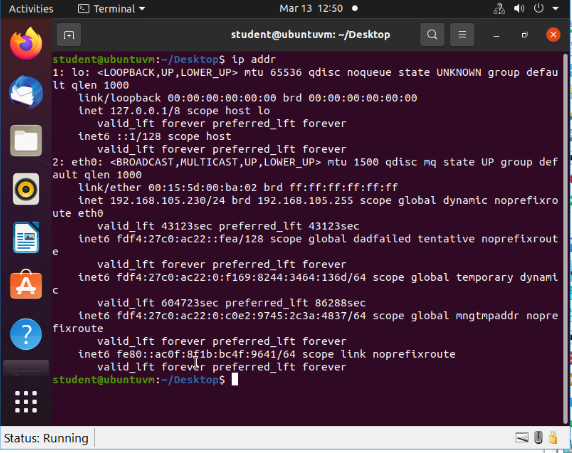 Activities
Terminal
Mar 13 12:50
student@ubuntuvm: ~/Desktop
student@ubuntuvm:~/Desktop$ ip addr
1: lo: <LOOPBACK,UP,LOWER_UP> mtu 65536 qdisc noqueue state UNKNOWN group defau
lt qlen 1000
link/loopback 00:00:00:00:00:00 brd 00:00:00:00:00:00
inet 127.0.0.1/8 scope host lo
valid_lft forever preferred_lft forever
inet6 ::1/128 scope host
valid_lft forever preferred_lft forever
2: eth0: <BROADCAST,MULTICAST,UP,LOWER_UP> mtu 1500 qdisc mq state UP group def
ault qlen 1000
link/ether 00:15:5d:00:ba:02 brd ff:ff:ff:ff:ff:ff
inet 192.168.105.230/24 brd 192.168.105.255 scope global dynamic noprefixro
ute eth0
valid_lft 43123sec preferred_lft 43123sec
inet6 fdf4:27c0:ac22::fea/128 scope global dadfailed tentative noprefixrout
e
valid_lft forever preferred_lft forever
inet6 fdf4:27c0:ac22:0:f169:8244:3464:136d/64 scope global temporary dynami
c
valid_lft 604723sec preferred_lft 86288sec
inet6 fdf4:27c0:ac22:0:c0e2:9745:2c3a:4837/64 scope global mngtmpaddr nopre
fixroute
valid_lft forever preferred_lft forever
inet6 fe80::ac0f:8f1b:bc4f:9641/64 scope link noprefixroute
valid_lft forever preferred_lft forever
student@ubuntuvm:~/Desktop$
Status: Running